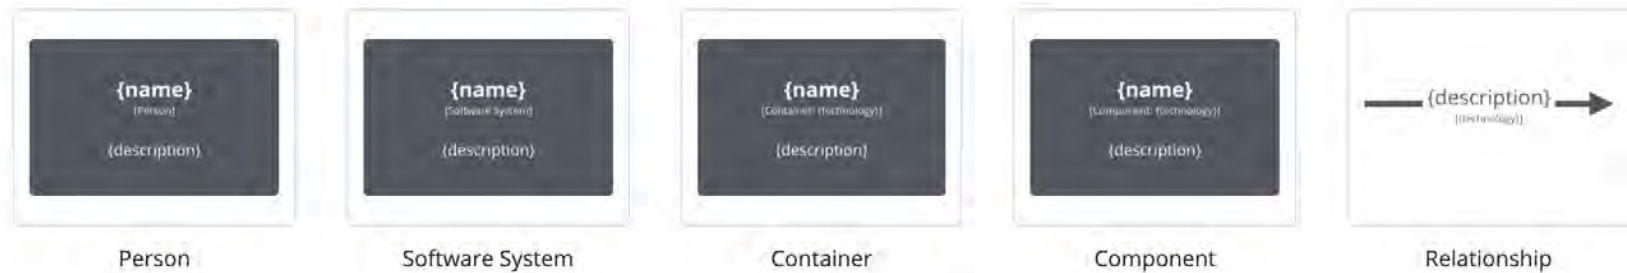 {name}
[Person]
{description}
Person
{name}
[Software System]
{description}
Software System
{name}
[Container: {technology}]
{description}
Container
{name}
[Component: {technology}]
{description}
Component
{description}
[{technology}]
Relationship